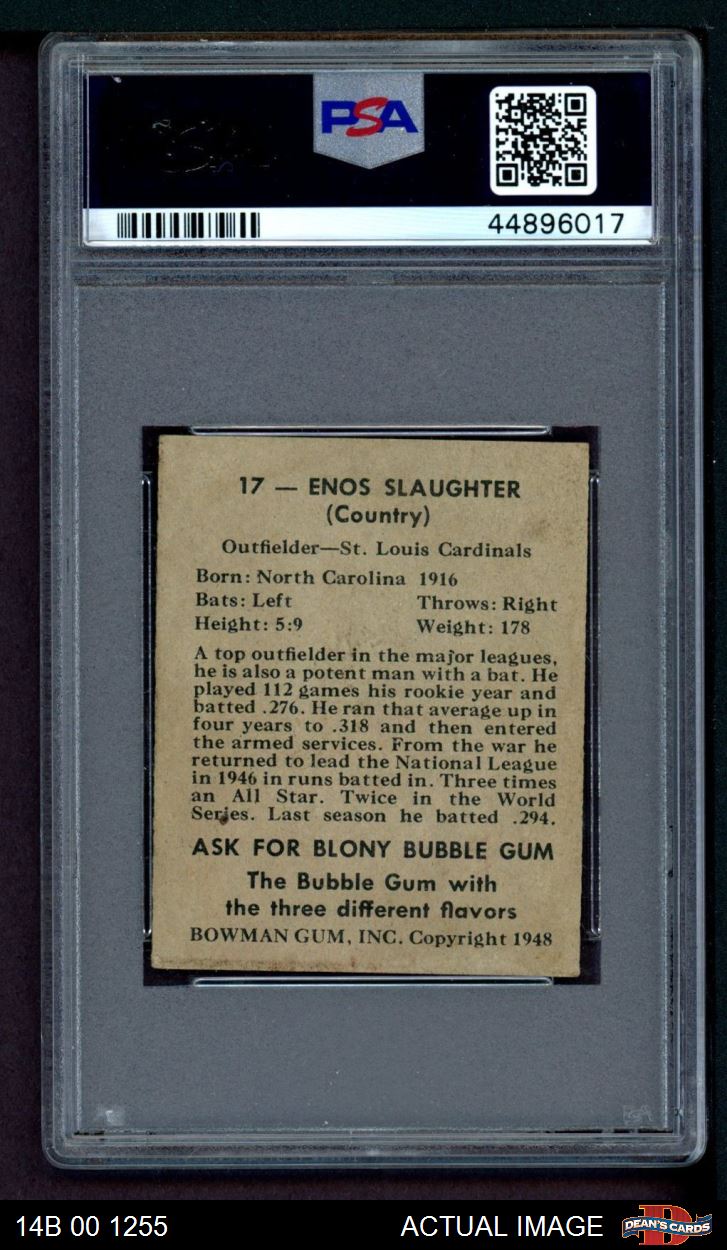 PSA
44896017
17 — ENOS SLAUGHTER
(Country)
Outfielder—St. Louis Cardinals
Born: North Carolina 1916
Bats: Left Throws: Right
Height: 5:9 Weight: 178
A top outfielder in the major leagues,
he is also a potent man with a bat. He
played 112 games his rookie year and
batted .276. He ran that average up in
four years to .318 and then entered
the armed services. From the war he
returned to lead the National League
in 1946 in runs batted in. Three times
an All Star. Twice in the World
Series. Last season he batted .294.
ASK FOR BLONY BUBBLE GUM
The Bubble Gum with
the three different flavors
BOWMAN GUM, INC. Copyright 1948
14B 00 1255 ACTUAL IMAGE DEAN'S CARDS